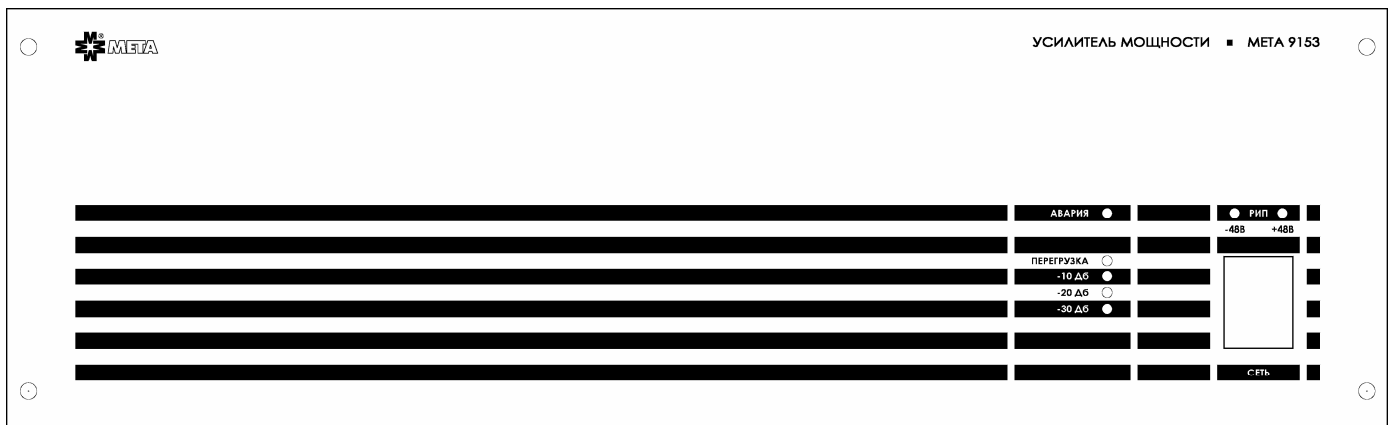 М® МЕТА
УСИЛИТЕЛЬ МОЩНОСТИ ▪ МЕТА 9153
АВАРИЯ
РИП
-48В +48В
ПЕРЕГРУЗКА
-10 Дб
-20 Дб
-30 Дб
СЕТЬ